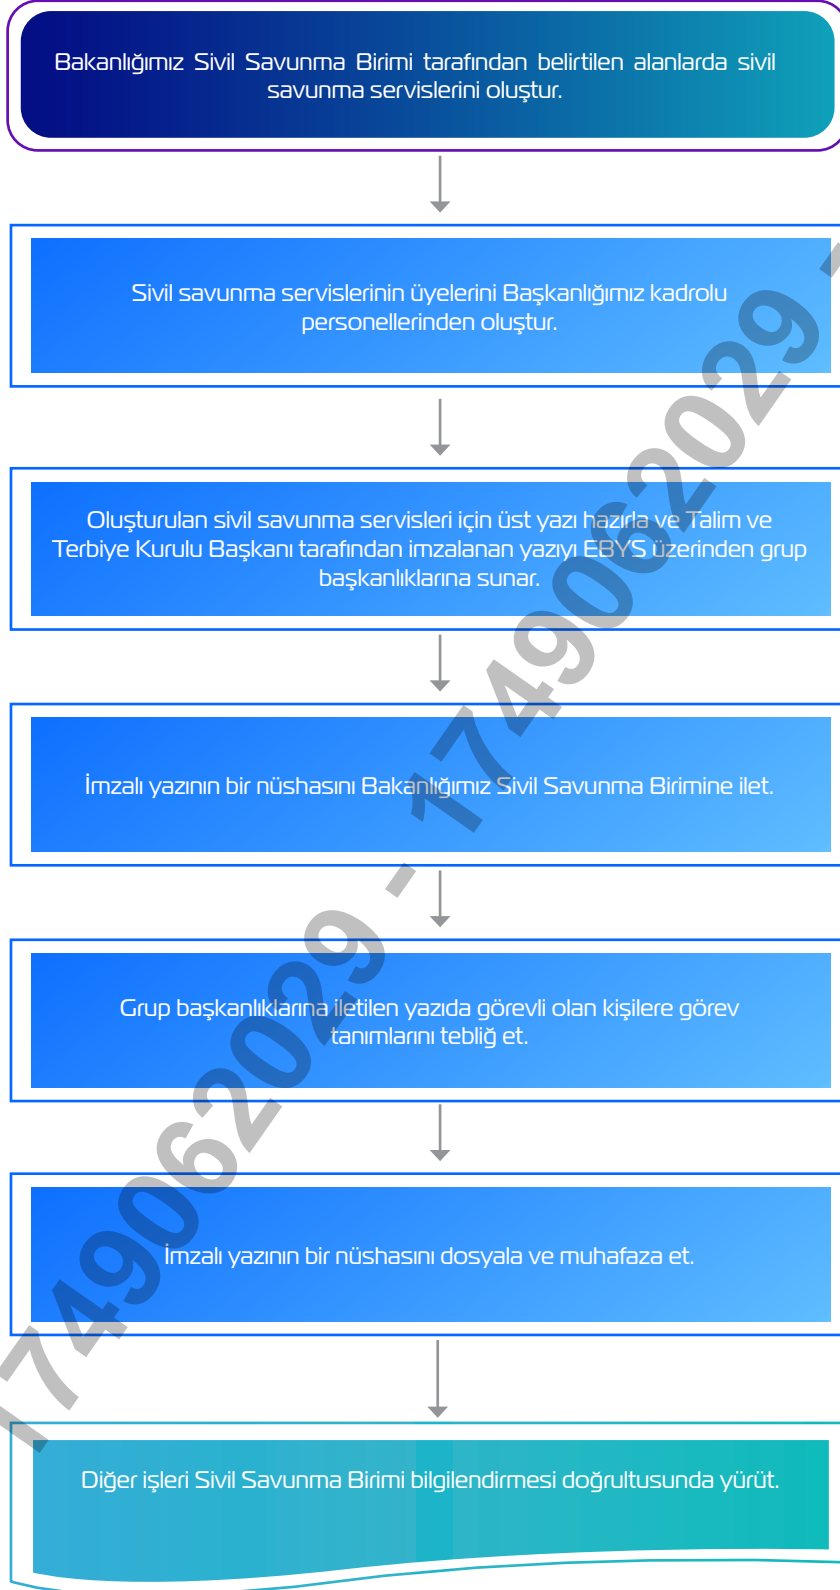 Bakanlığımız Sivil Savunma Birimi tarafından belirtilen alanlarda sivil
savunma servislerini oluştur.
Sivil savunma servislerinin üyelerini Başkanlığımız kadrolu
personellerinden oluştur.
Oluşturulan sivil savunma servisleri için üst yazı hazırla ve Talim ve
Terbiye Kurulu Başkanı tarafından imzalanan yazıyı EBYS üzerinden grup
başkanlıklarına sunar.
İmzalı yazının bir nüshasını Bakanlığımız Sivil Savunma Birimine ilet.
Grup başkanlıklarına iletilen yazıda görevli olan kişilere görev
tanımlarını tebliğ et.
İmzalı yazının bir nüshasını dosyala ve muhafaza et.
Diğer işleri Sivil Savunma Birimi bilgilendirmesi doğrultusunda yürüt.
1749062029 - 1749062029 -